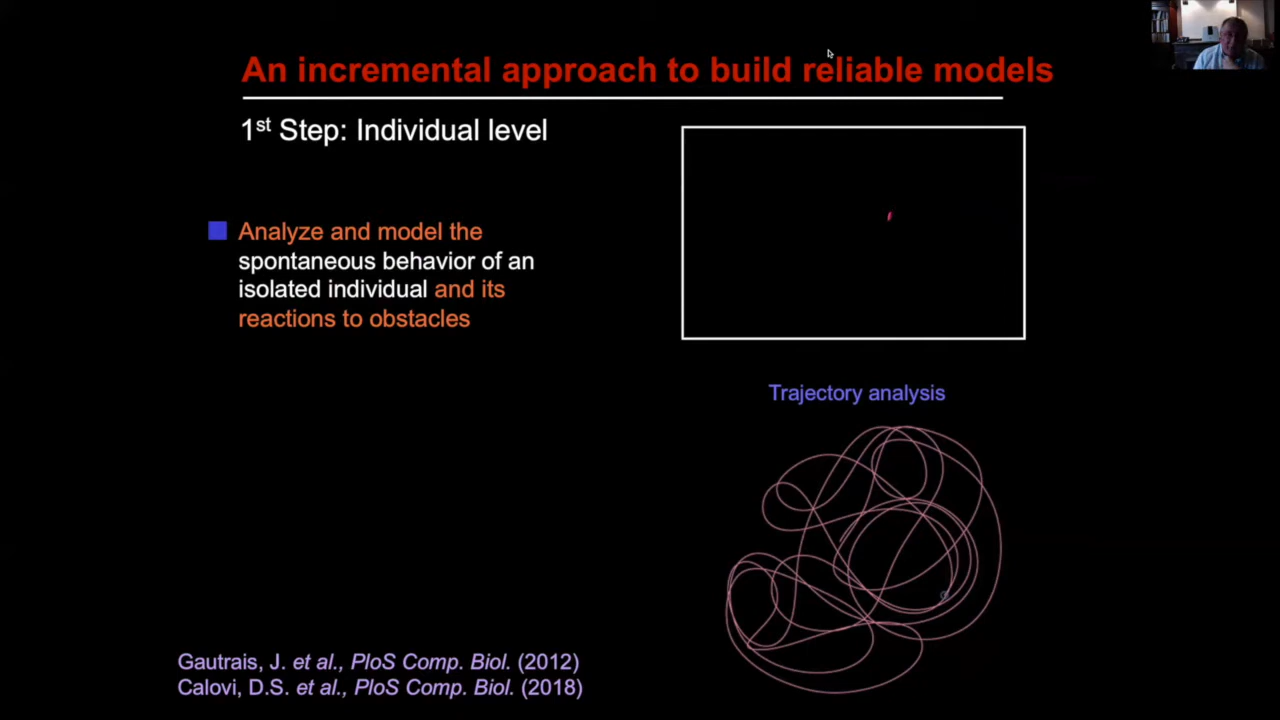 An incremental approach to build reliable models
1st Step: Individual level
Analyze and model the
spontaneous behavior of an
isolated individual and its
reactions to obstacles
Trajectory analysis
Gautrais, J. et al., PloS Comp. Biol. (2012)
Calovi, D.S. et al., PloS Comp. Biol. (2018)